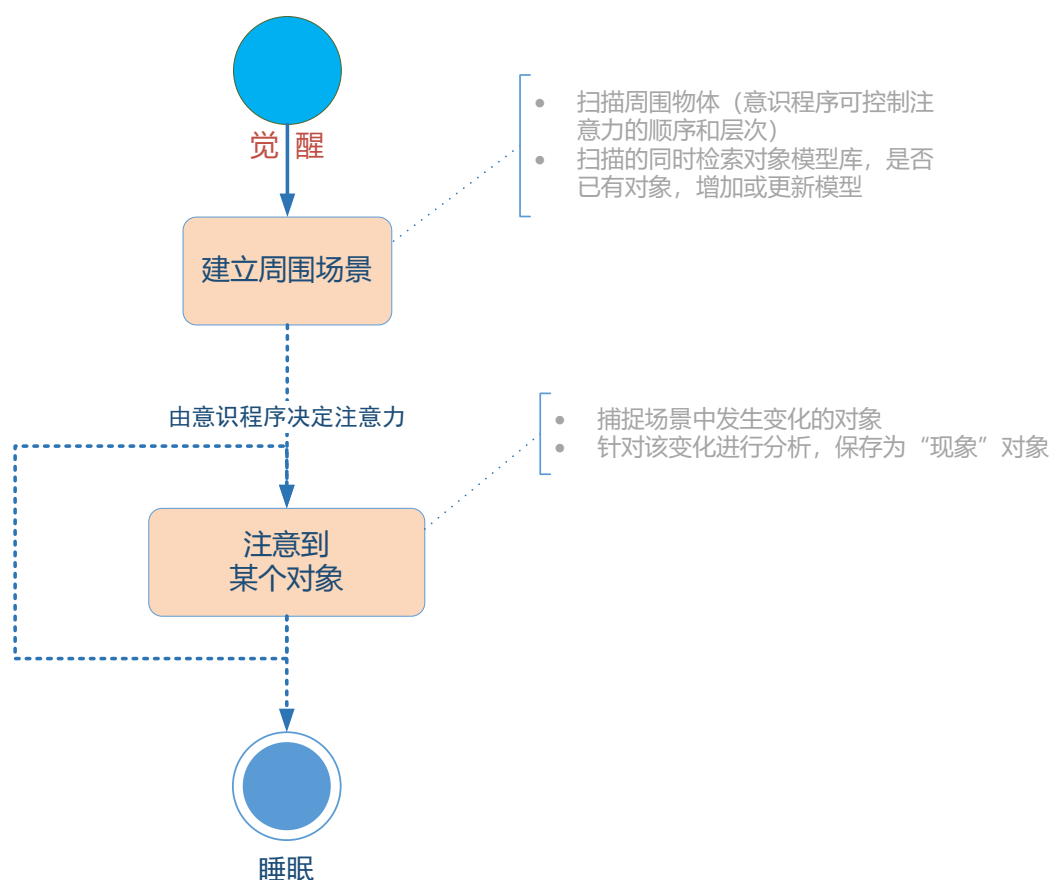 觉 醒
• 扫描周围物体（意识程序可控制注
意力的顺序和层次）
• 扫描的同时检索对象模型库，是否
已有对象，增加或更新模型
建立周围场景
由意识程序决定注意力
• 捕捉场景中发生变化的对象
• 针对该变化进行分析，保存为“现象”对象
注意到
某个对象
睡眠